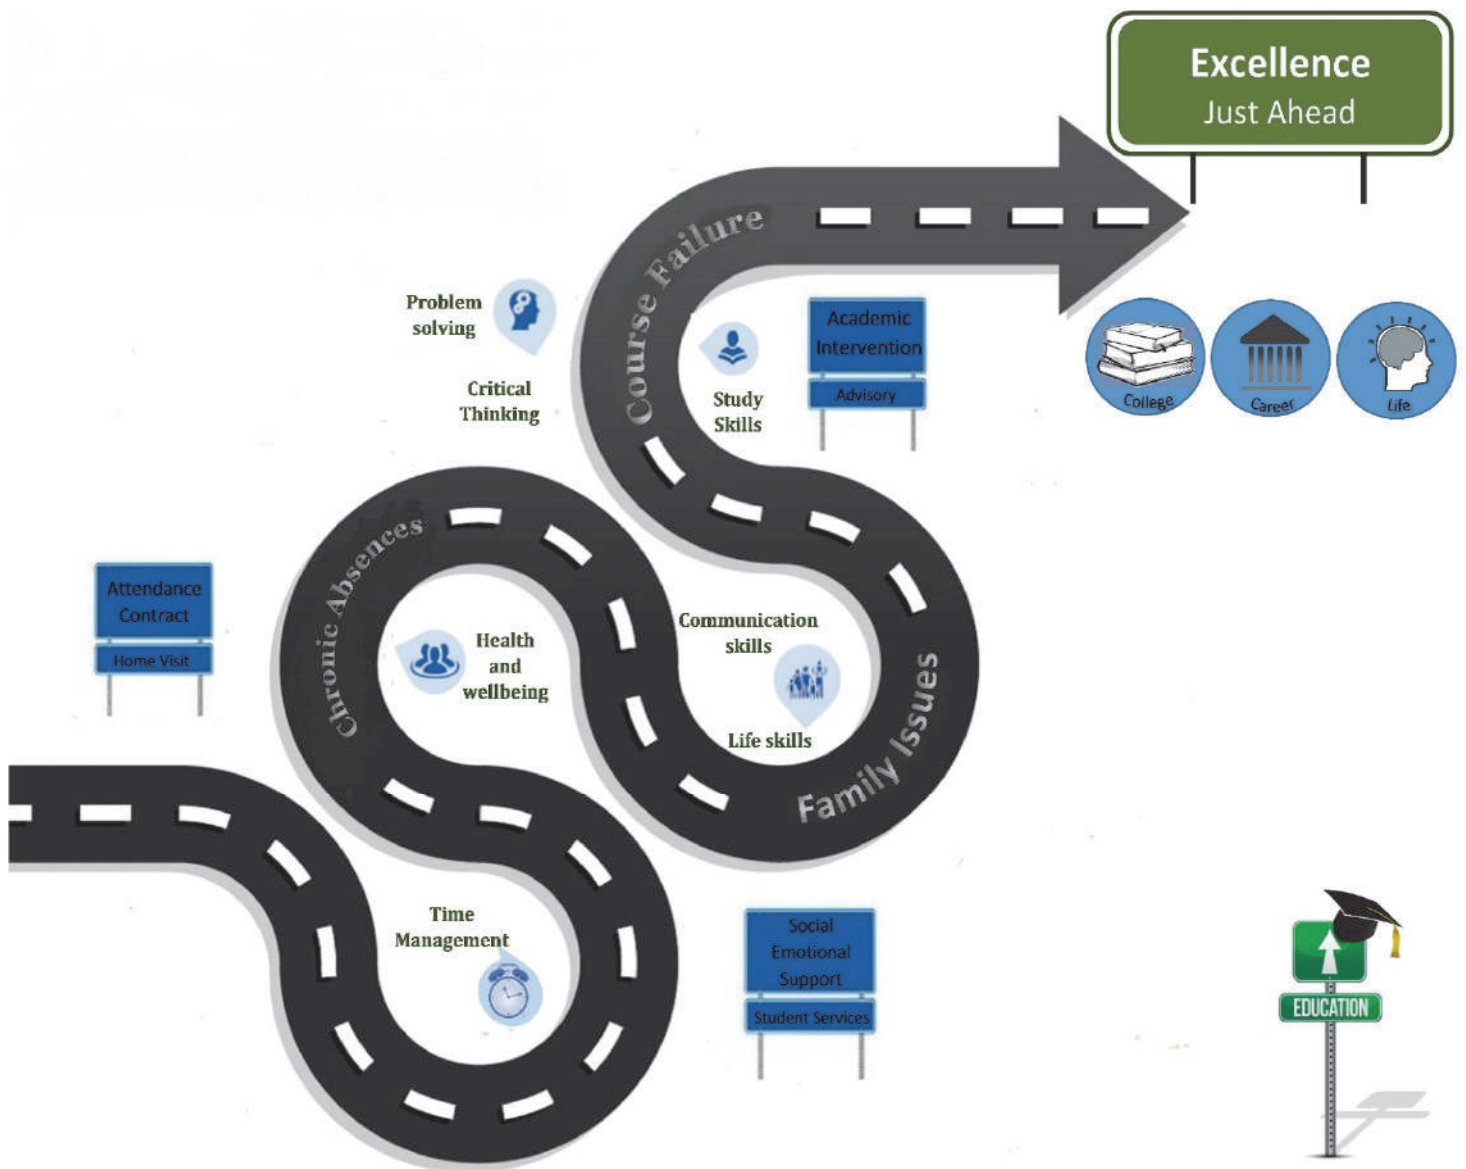 Excellence
Just Ahead
Course Failure
Problem
solving
Critical
Thinking
Study
Skills
Academic
Intervention
Advisory
College
Career
Life
Chronic Absences
Attendance
Contract
Home Visit
Health
and
wellbeing
Communication
skills
Life skills
Family Issues
Time
Management
Social
Emotional
Support
Student Services
EDUCATION